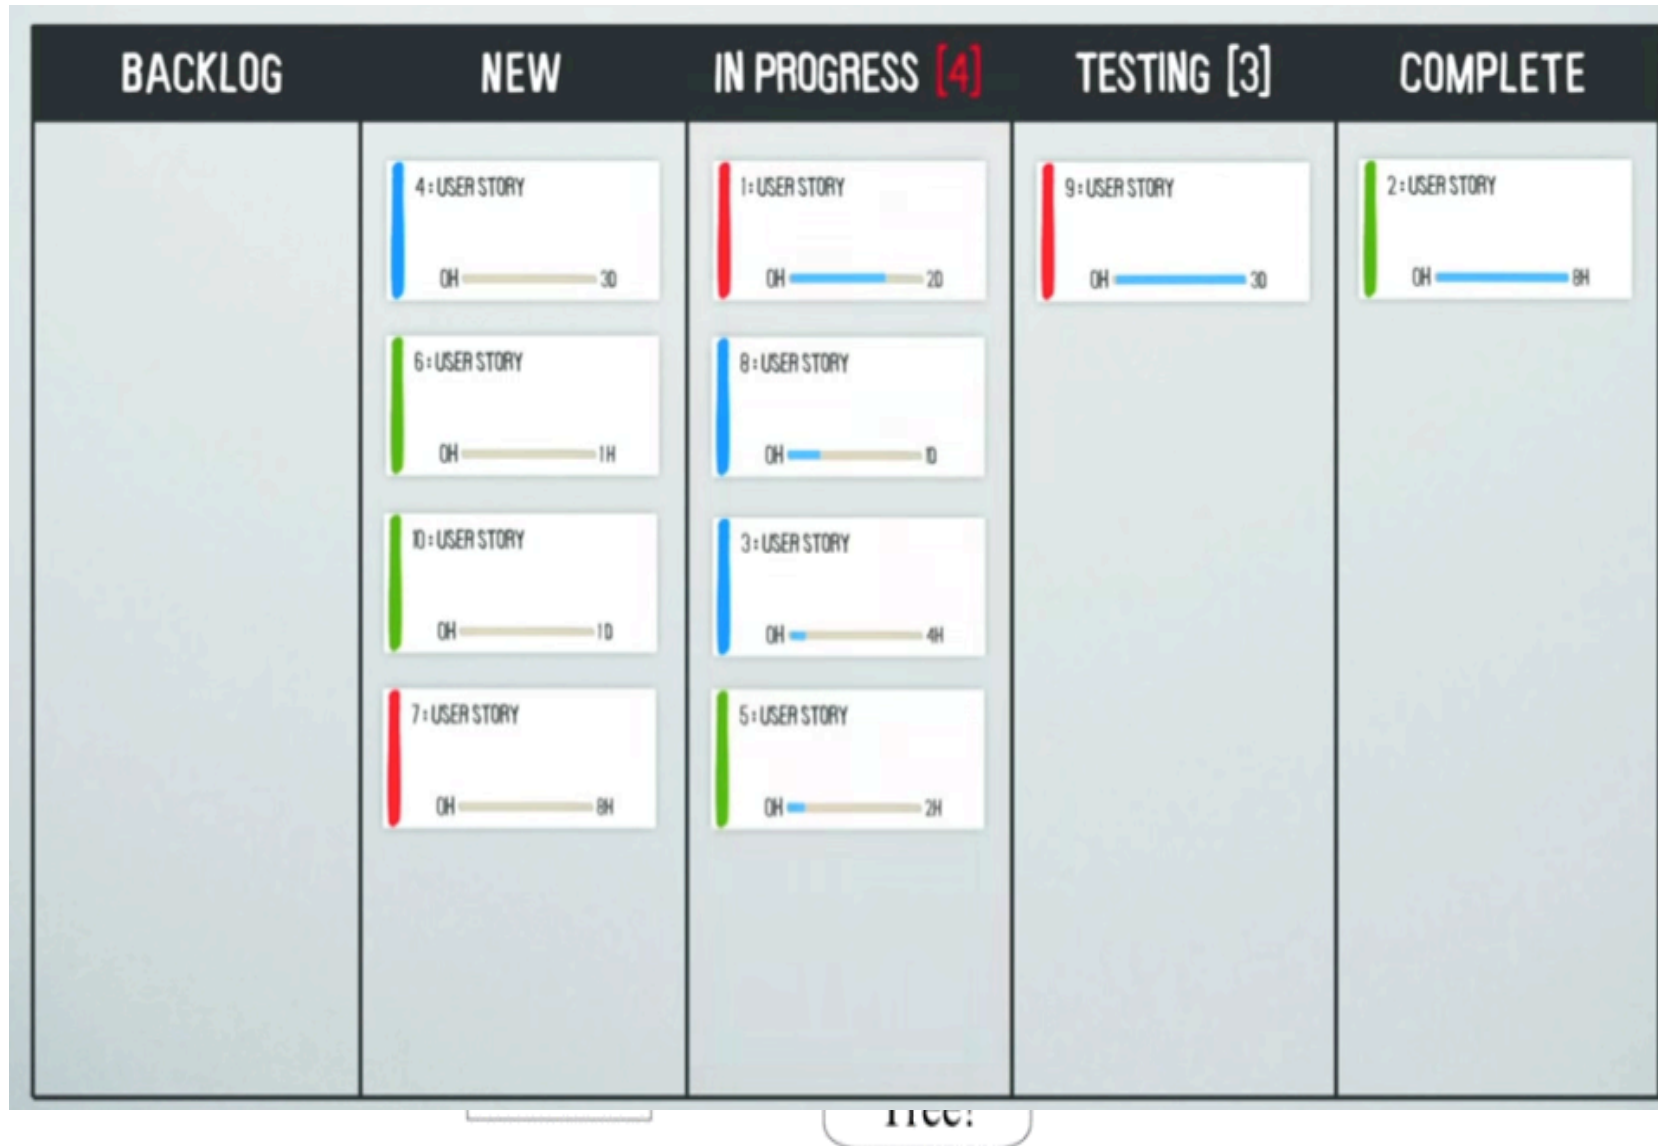 BACKLOG
NEW
IN PROGRESS [4]
TESTING [3]
COMPLETE
4: USER STORY
0H 3D
6: USER STORY
0H 1H
10: USER STORY
0H 1D
7: USER STORY
0H 8H
1: USER STORY
0H 2D
8: USER STORY
0H 1D
3: USER STORY
0H 4H
5: USER STORY
0H 2H
9: USER STORY
0H 3D
2: USER STORY
0H 8H